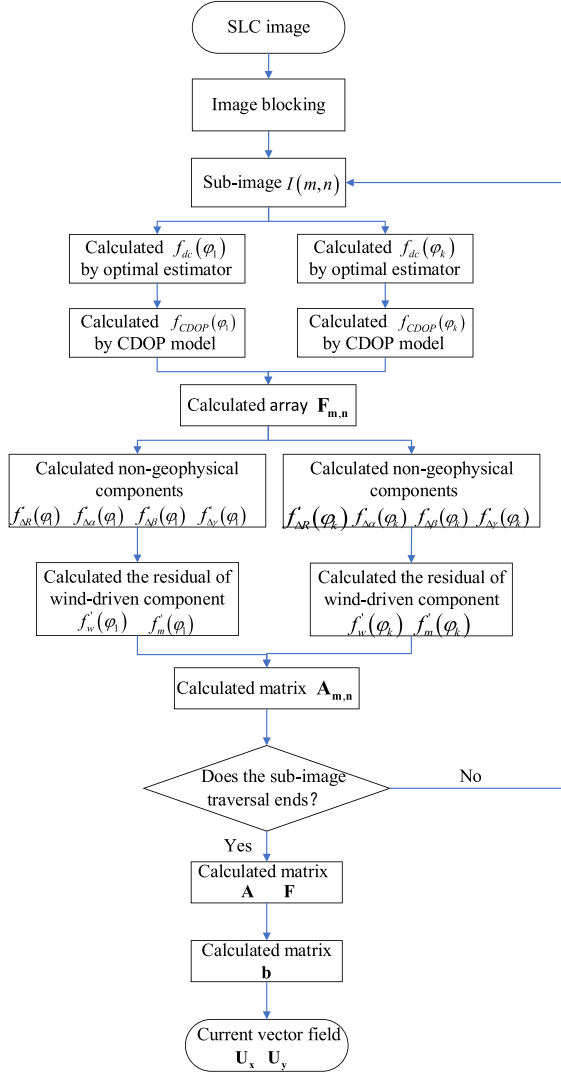 SLC image
Image blocking
Sub-image I(m,n)
Calculated f_dc(φ_1)
by optimal estimator
Calculated f_dc(φ_k)
by optimal estimator
Calculated f_CDOP(φ_1)
by CDOP model
Calculated f_CDOP(φ_k)
by CDOP model
Calculated array F_m,n
Calculated non-geophysical
components
f'_ΔR(φ_1) f'_Δα(φ_1) f'_Δβ(φ_1) f'_Δγ(φ_1)
Calculated non-geophysical
components
f'_ΔR(φ_k) f'_Δα(φ_k) f'_Δβ(φ_k) f'_Δγ(φ_k)
Calculated the residual of
wind-driven component
f'_w(φ_1) f'_m(φ_1)
Calculated the residual of
wind-driven component
f'_w(φ_k) f'_m(φ_k)
Calculated matrix A_m,n
Does the sub-image
traversal ends?
No
Yes
Calculated matrix
A F
Calculated matrix
b
Current vector field
U_x U_y